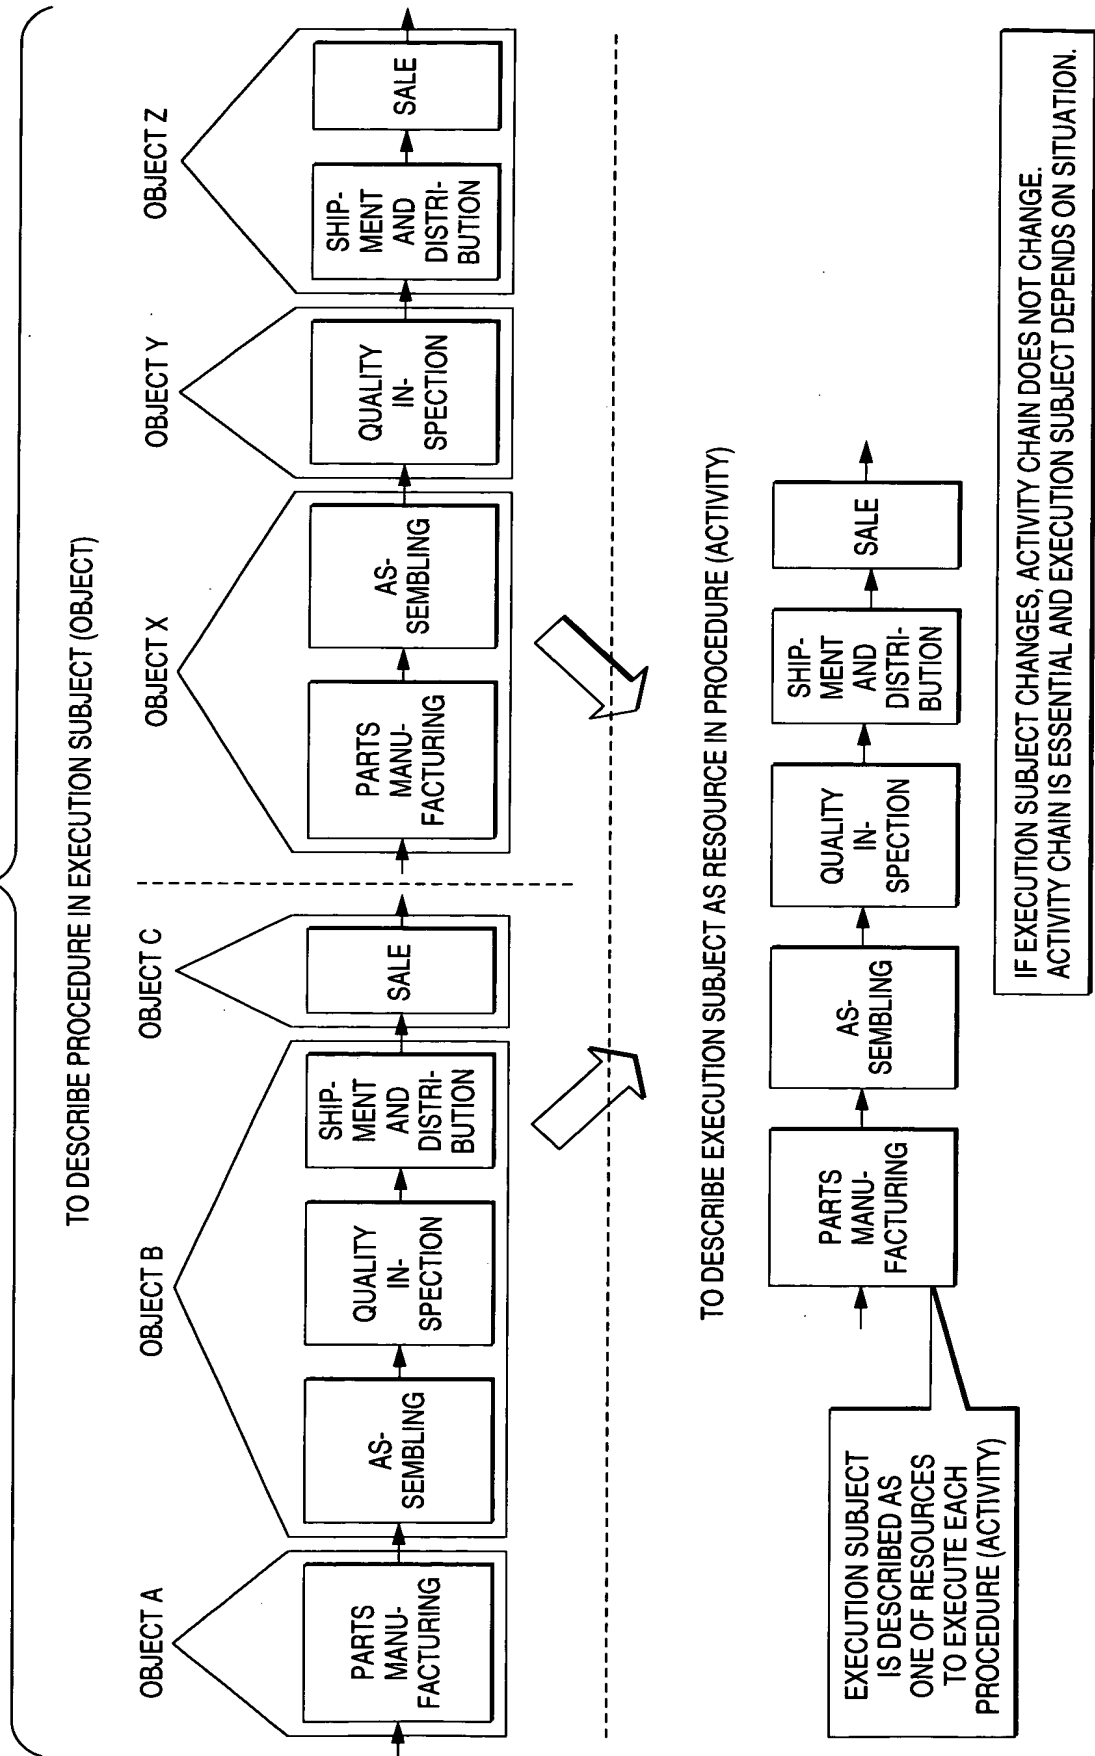 TO DESCRIBE PROCEDURE IN EXECUTION SUBJECT (OBJECT)
OBJECT A
PARTS
MANU-
FACTURING
OBJECT B
AS-
SEMBLING
QUALITY
IN-
SPECTION
SHIP-
MENT
AND
DISTRI-
BUTION
OBJECT C
SALE
OBJECT X
PARTS
MANU-
FACTURING
AS-
SEMBLING
OBJECT Y
QUALITY
IN-
SPECTION
OBJECT Z
SHIP-
MENT
AND
DISTRI-
BUTION
SALE
TO DESCRIBE EXECUTION SUBJECT AS RESOURCE IN PROCEDURE (ACTIVITY)
PARTS
MANU-
FACTURING
AS-
SEMBLING
QUALITY
IN-
SPECTION
SHIP-
MENT
AND
DISTRI-
BUTION
SALE
EXECUTION SUBJECT
IS DESCRIBED AS
ONE OF RESOURCES
TO EXECUTE EACH
PROCEDURE (ACTIVITY)
IF EXECUTION SUBJECT CHANGES, ACTIVITY CHAIN DOES NOT CHANGE.
ACTIVITY CHAIN IS ESSENTIAL AND EXECUTION SUBJECT DEPENDS ON SITUATION.